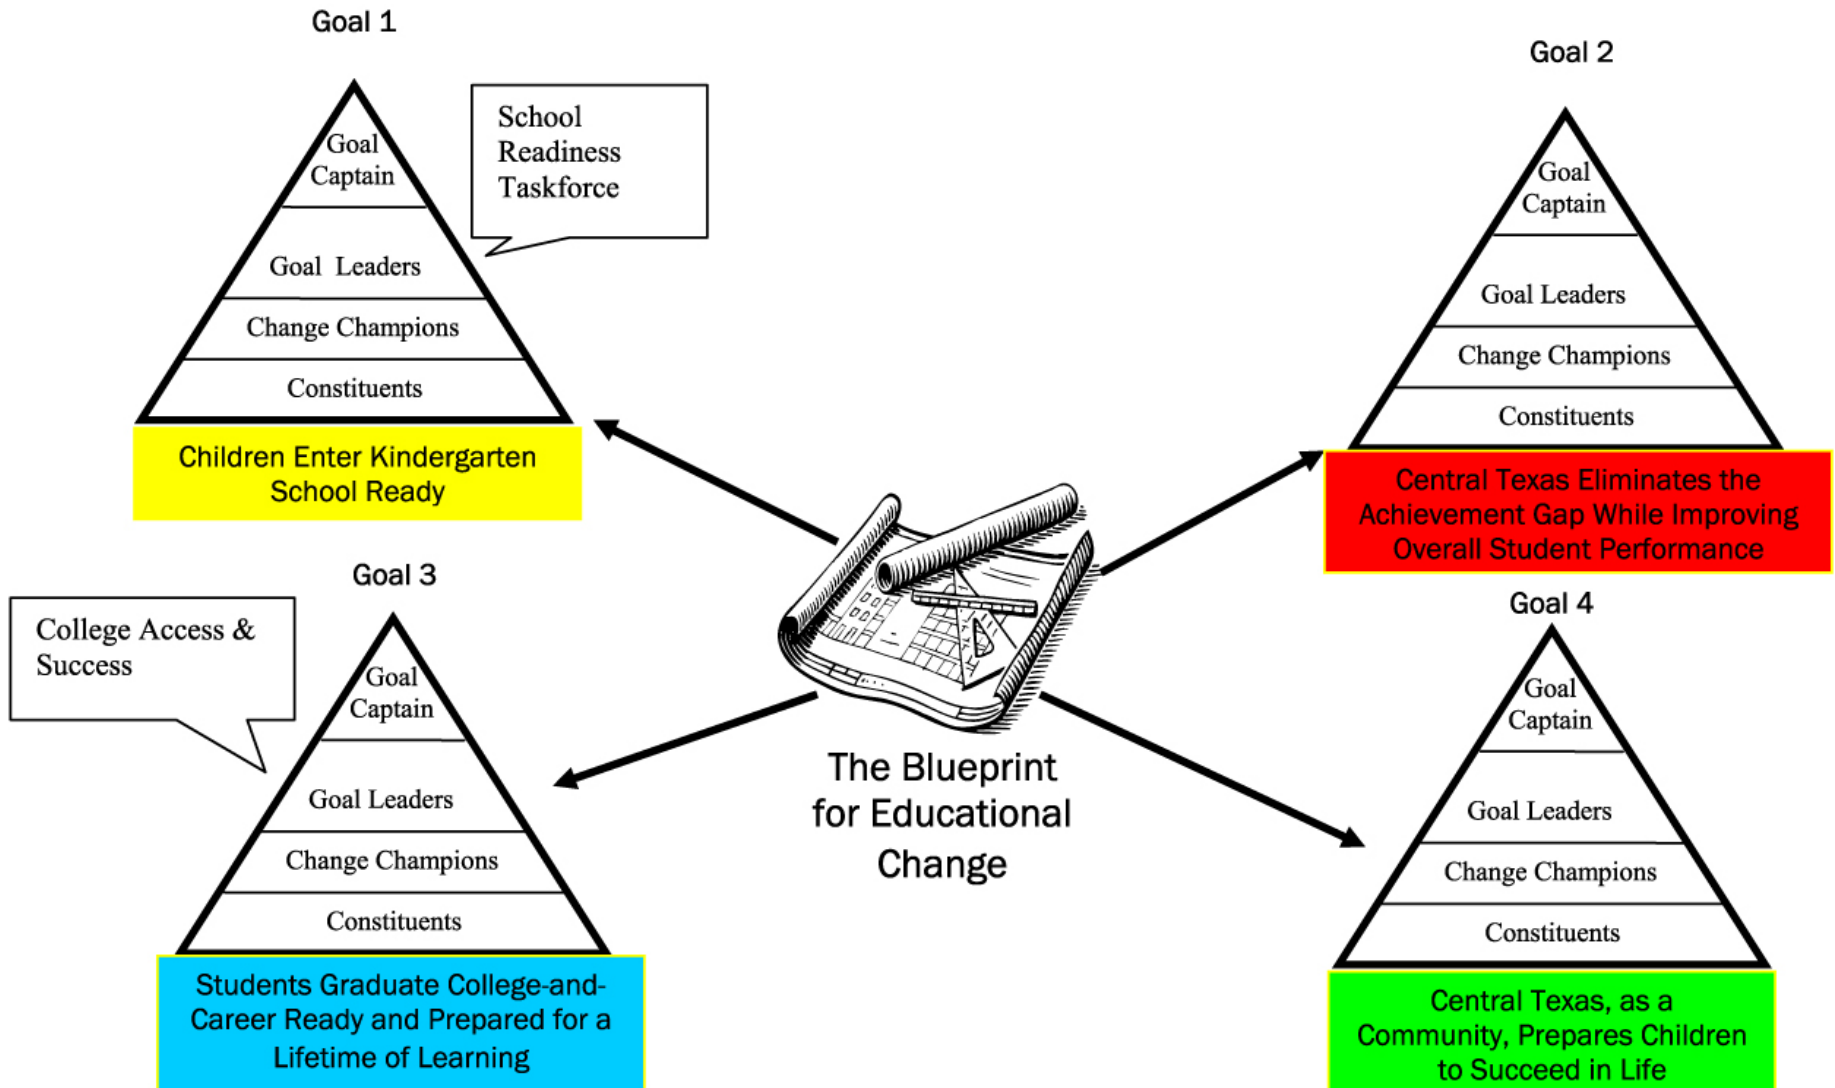 Goal 1
Goal
Captain
Goal Leaders
Change Champions
Constituents
School
Readiness
Taskforce
Children Enter Kindergarten
School Ready
Goal 2
Goal
Captain
Goal Leaders
Change Champions
Constituents
Central Texas Eliminates the
Achievement Gap While Improving
Overall Student Performance
The Blueprint
for Educational
Change
Goal 3
College Access &
Success
Goal
Captain
Goal Leaders
Change Champions
Constituents
Students Graduate College-and-
Career Ready and Prepared for a
Lifetime of Learning
Goal 4
Goal
Captain
Goal Leaders
Change Champions
Constituents
Central Texas, as a
Community, Prepares Children
to Succeed in Life